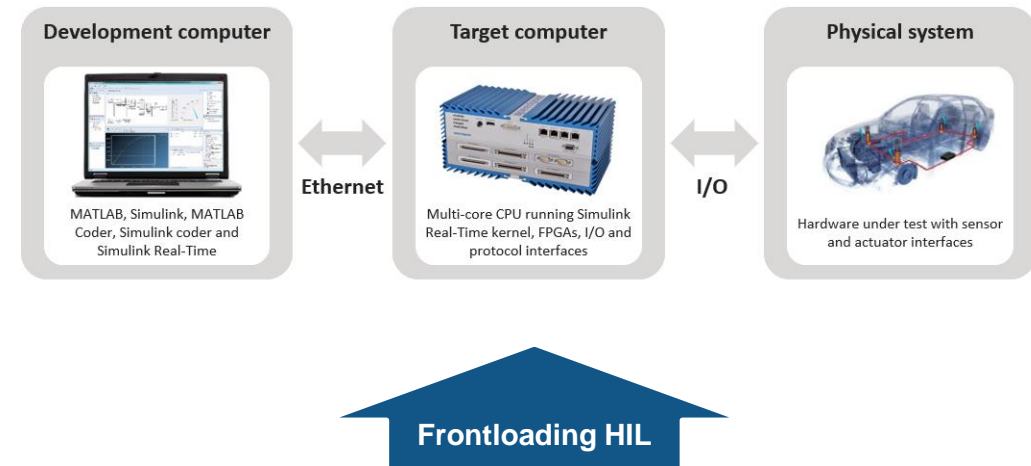 Development computer
MATLAB, Simulink, MATLAB
Coder, Simulink coder and
Simulink Real-Time
Ethernet
Target computer
Multi-core CPU running Simulink
Real-Time kernel, FPGAs, I/O and
protocol interfaces
I/O
Physical system
Hardware under test with sensor
and actuator interfaces
Frontloading HIL